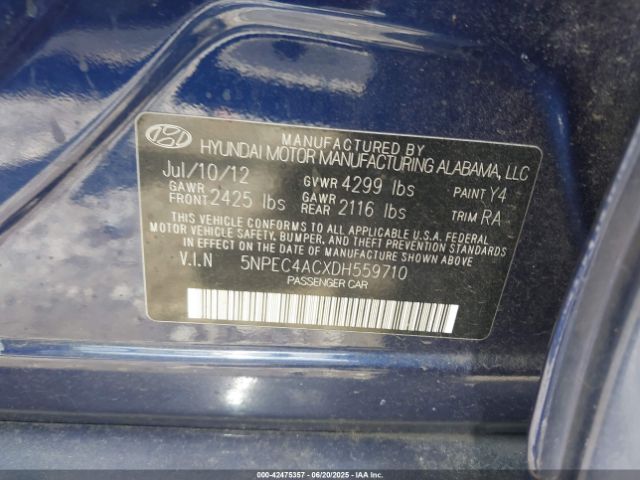 MANUFACTURED BY
HYUNDAI MOTOR MANUFACTURING ALABAMA, LLC
Jul/10/12 GVWR 4299 lbs PAINT Y4
GAWR FRONT 2425 lbs GAWR REAR 2116 lbs TRIM RA
THIS VEHICLE CONFORMS TO ALL APPLICABLE U.S.A. FEDERAL
MOTOR VEHICLE SAFETY, BUMPER, AND THEFT PREVENTION STANDARDS
IN EFFECT ON THE DATE OF MANUFACTURE SHOWN ABOVE.
V.I.N 5NPEC4ACXDH559710
PASSENGER CAR
00-42475357 - 06/20/2025 - © IAA Holdings, LLC